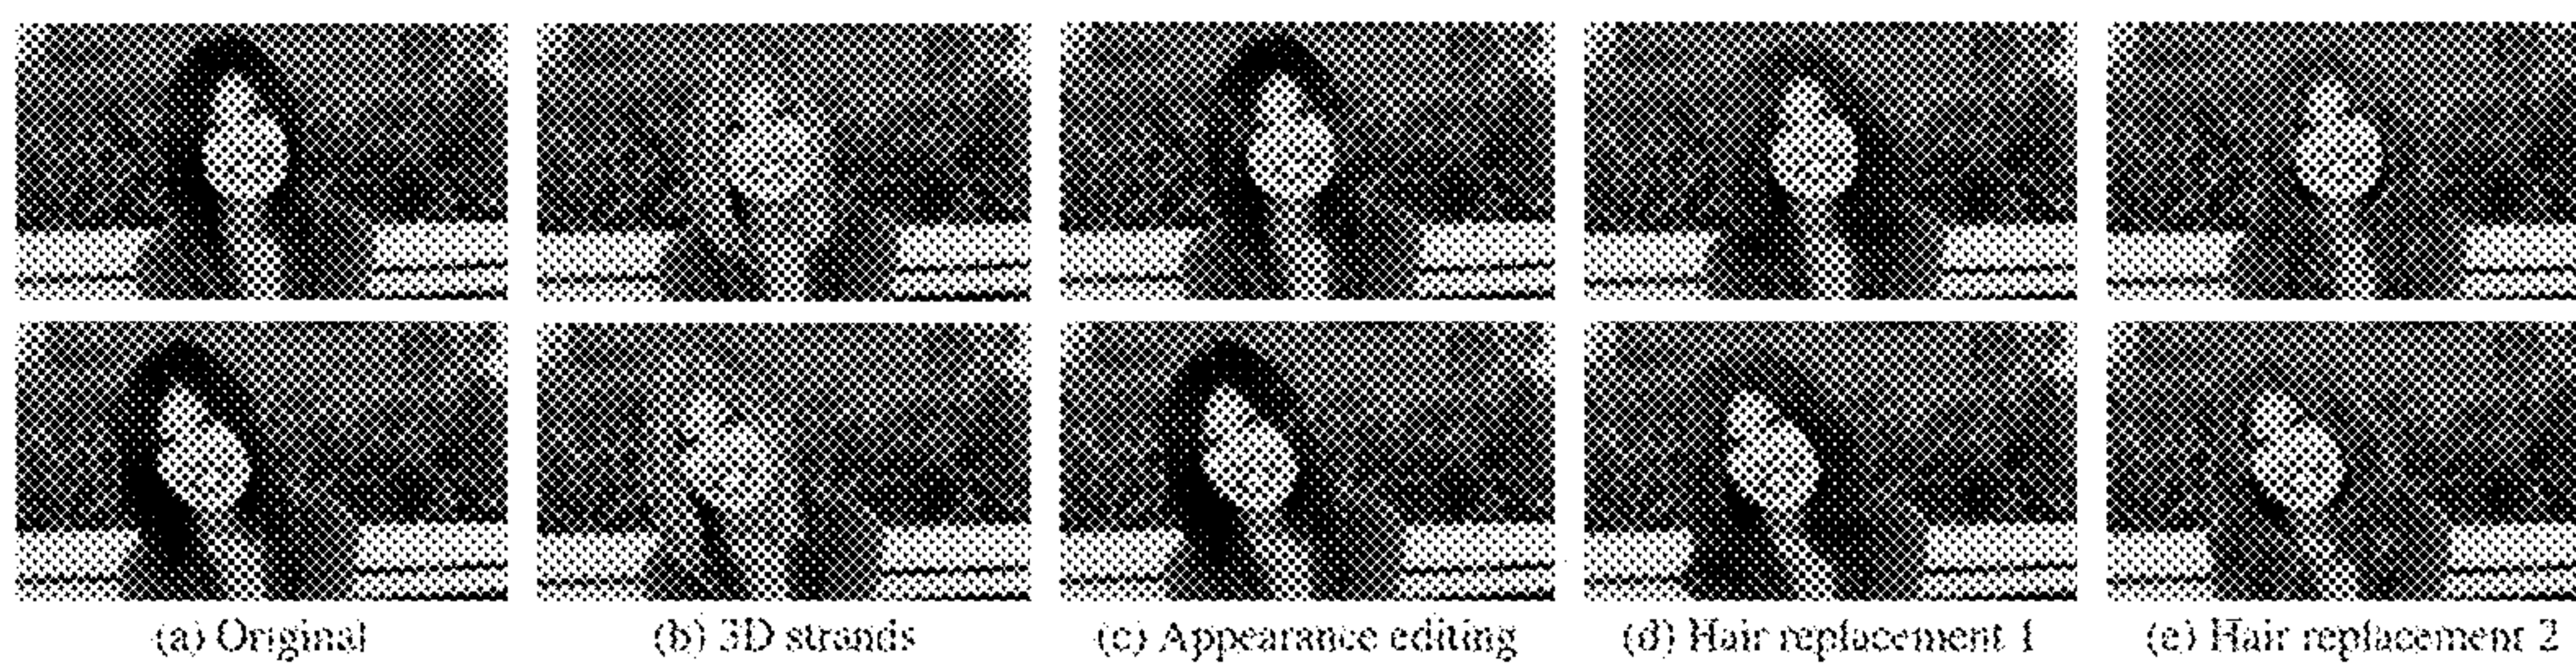 (a) Original
(b) 3D strands
(c) Appearance editing
(d) Hair replacement 1
(e) Hair replacement 2